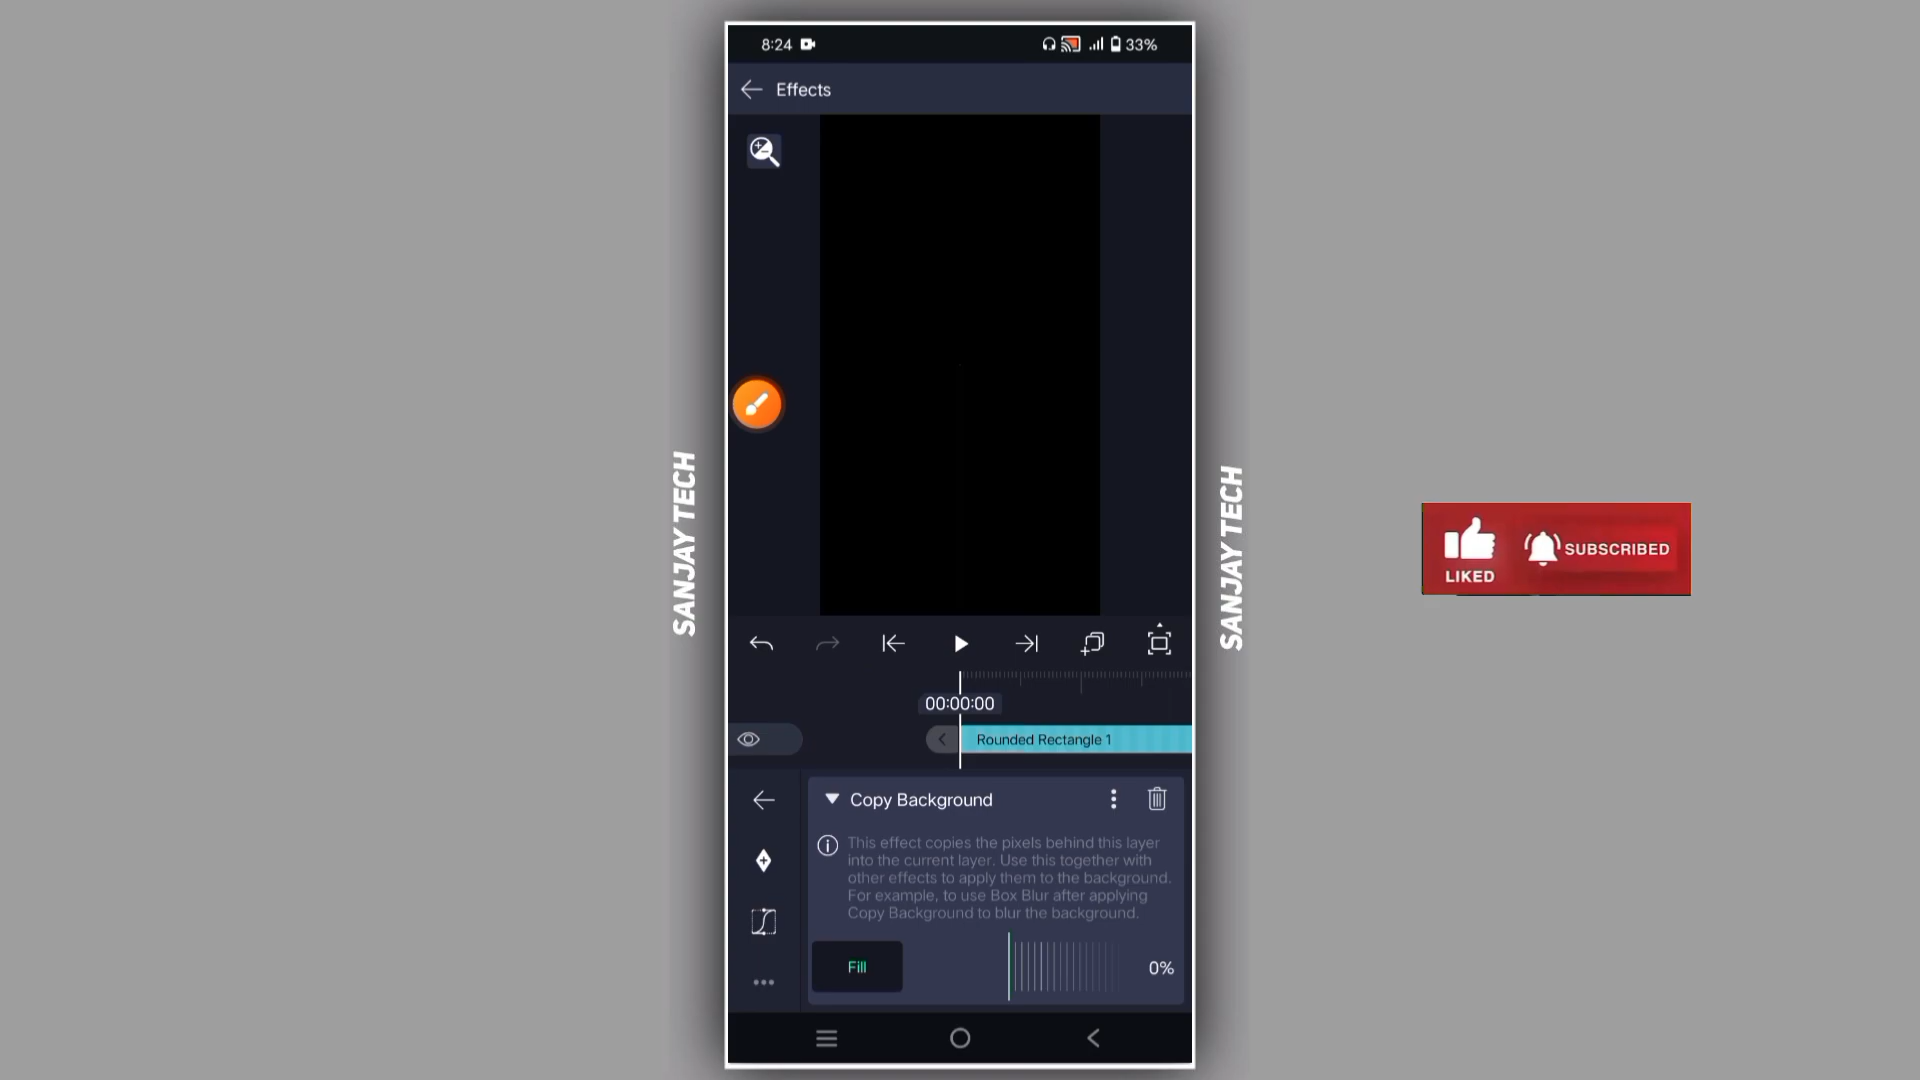 8:24
33%
Effects
SANJAY TECH
SANJAY TECH
LIKED
SUBSCRIBED
00:00:00
Rounded Rectangle 1
Copy Background
This effect copies the pixels behind this layer
into the current layer. Use this together with
other effects to apply them to the background.
For example, to use Box Blur after applying
Copy Background to blur the background.
Fill
0%